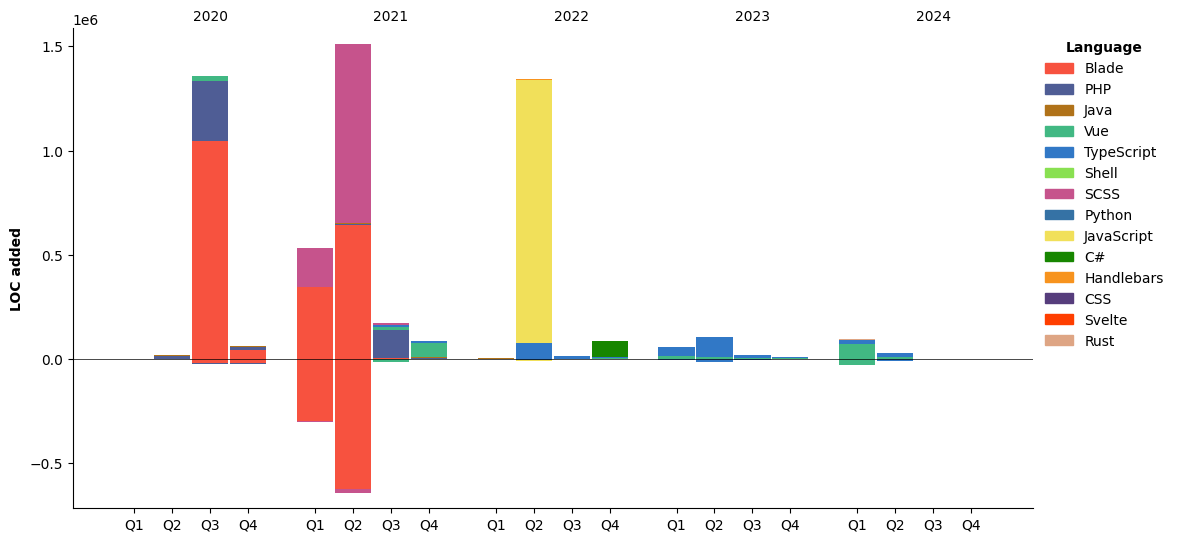 1e6
2020 2021 2022 2023 2024
1.5
1.0
0.5
0.0
−0.5
LOC added
Q1 Q2 Q3 Q4 Q1 Q2 Q3 Q4 Q1 Q2 Q3 Q4 Q1 Q2 Q3 Q4 Q1 Q2 Q3 Q4
Language
Blade
PHP
Java
Vue
TypeScript
Shell
SCSS
Python
JavaScript
C#
Handlebars
CSS
Svelte
Rust